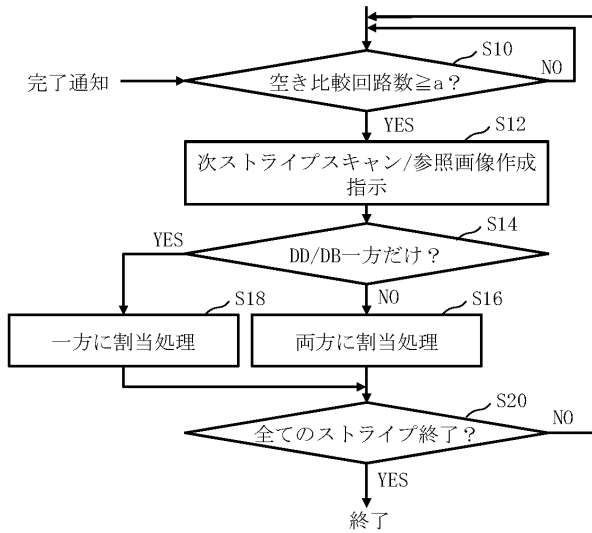 S10
完了通知
空き比較回路数≧a?
NO
YES
S12
次ストライプスキャン/参照画像作成
指示
S14
YES
DD/DB一方だけ?
NO
S18
S16
一方に割当処理
両方に割当処理
S20
全てのストライプ終了?
NO
YES
終了